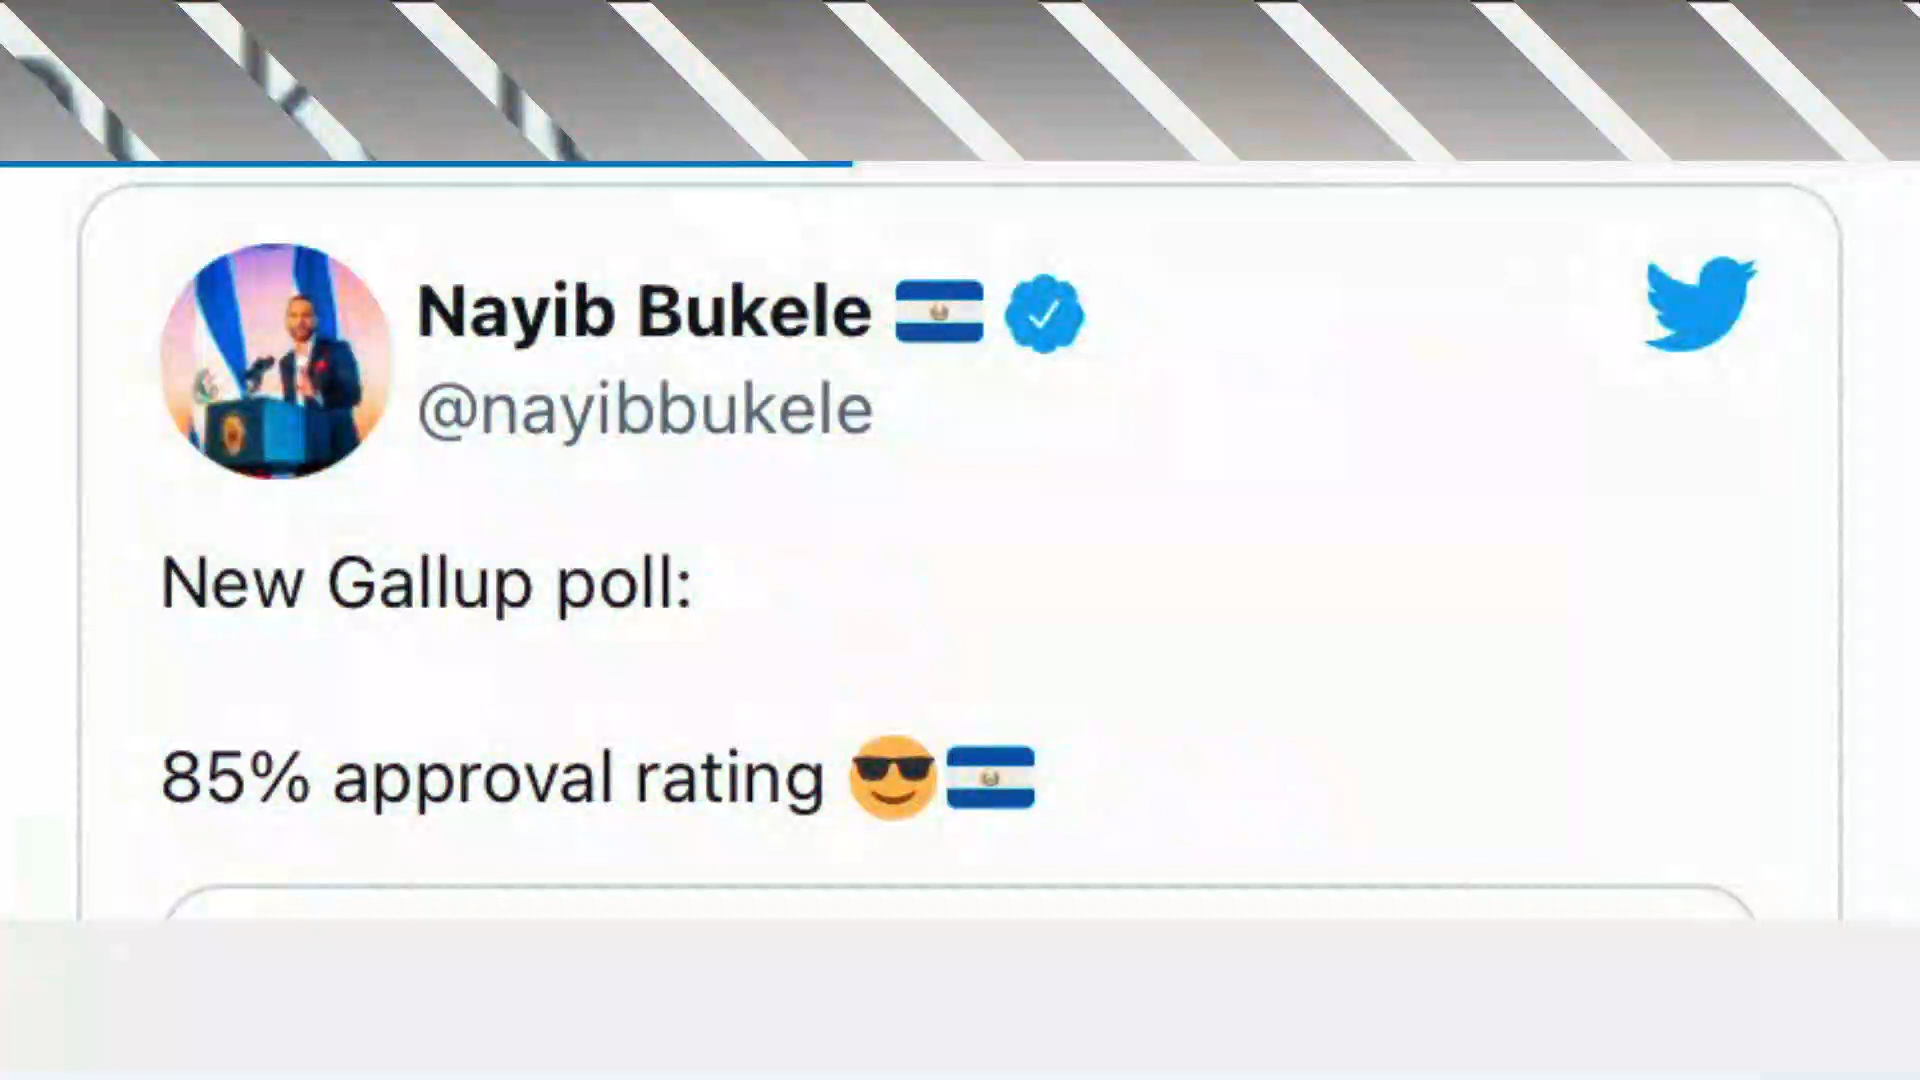 Nayib Bukele 🇸🇻
@nayibbukele
New Gallup poll:
85% approval rating 😎🇸🇻